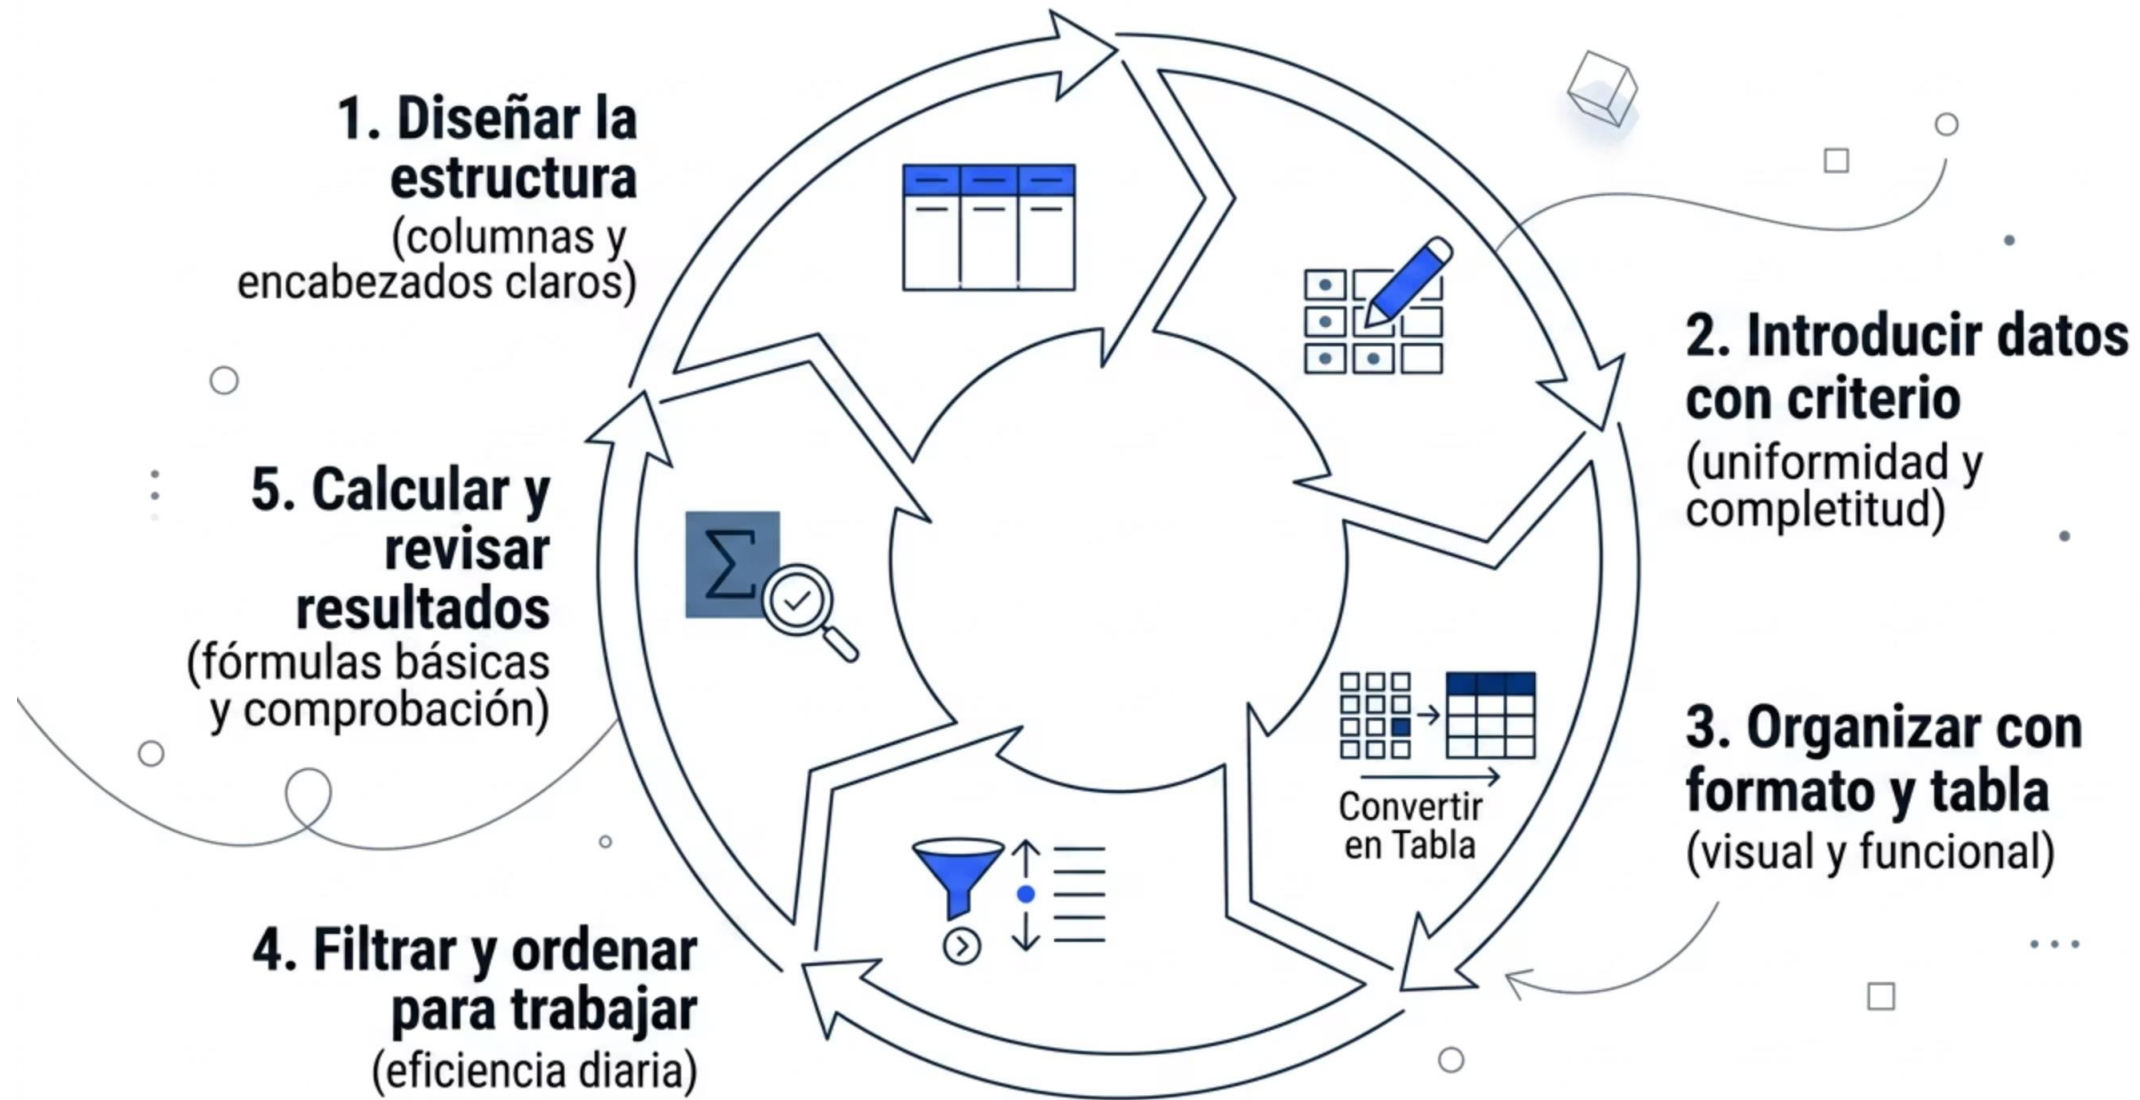 1. Diseñar la
estructura
(columnas y
encabezados claros)
2. Introducir datos
con criterio
(uniformidad y
completitud)
3. Organizar con
formato y tabla
(visual y funcional)
Convertir
en Tabla
4. Filtrar y ordenar
para trabajar
(eficiencia diaria)
5. Calcular y
revisar
resultados
(fórmulas básicas
y comprobación)
Σ